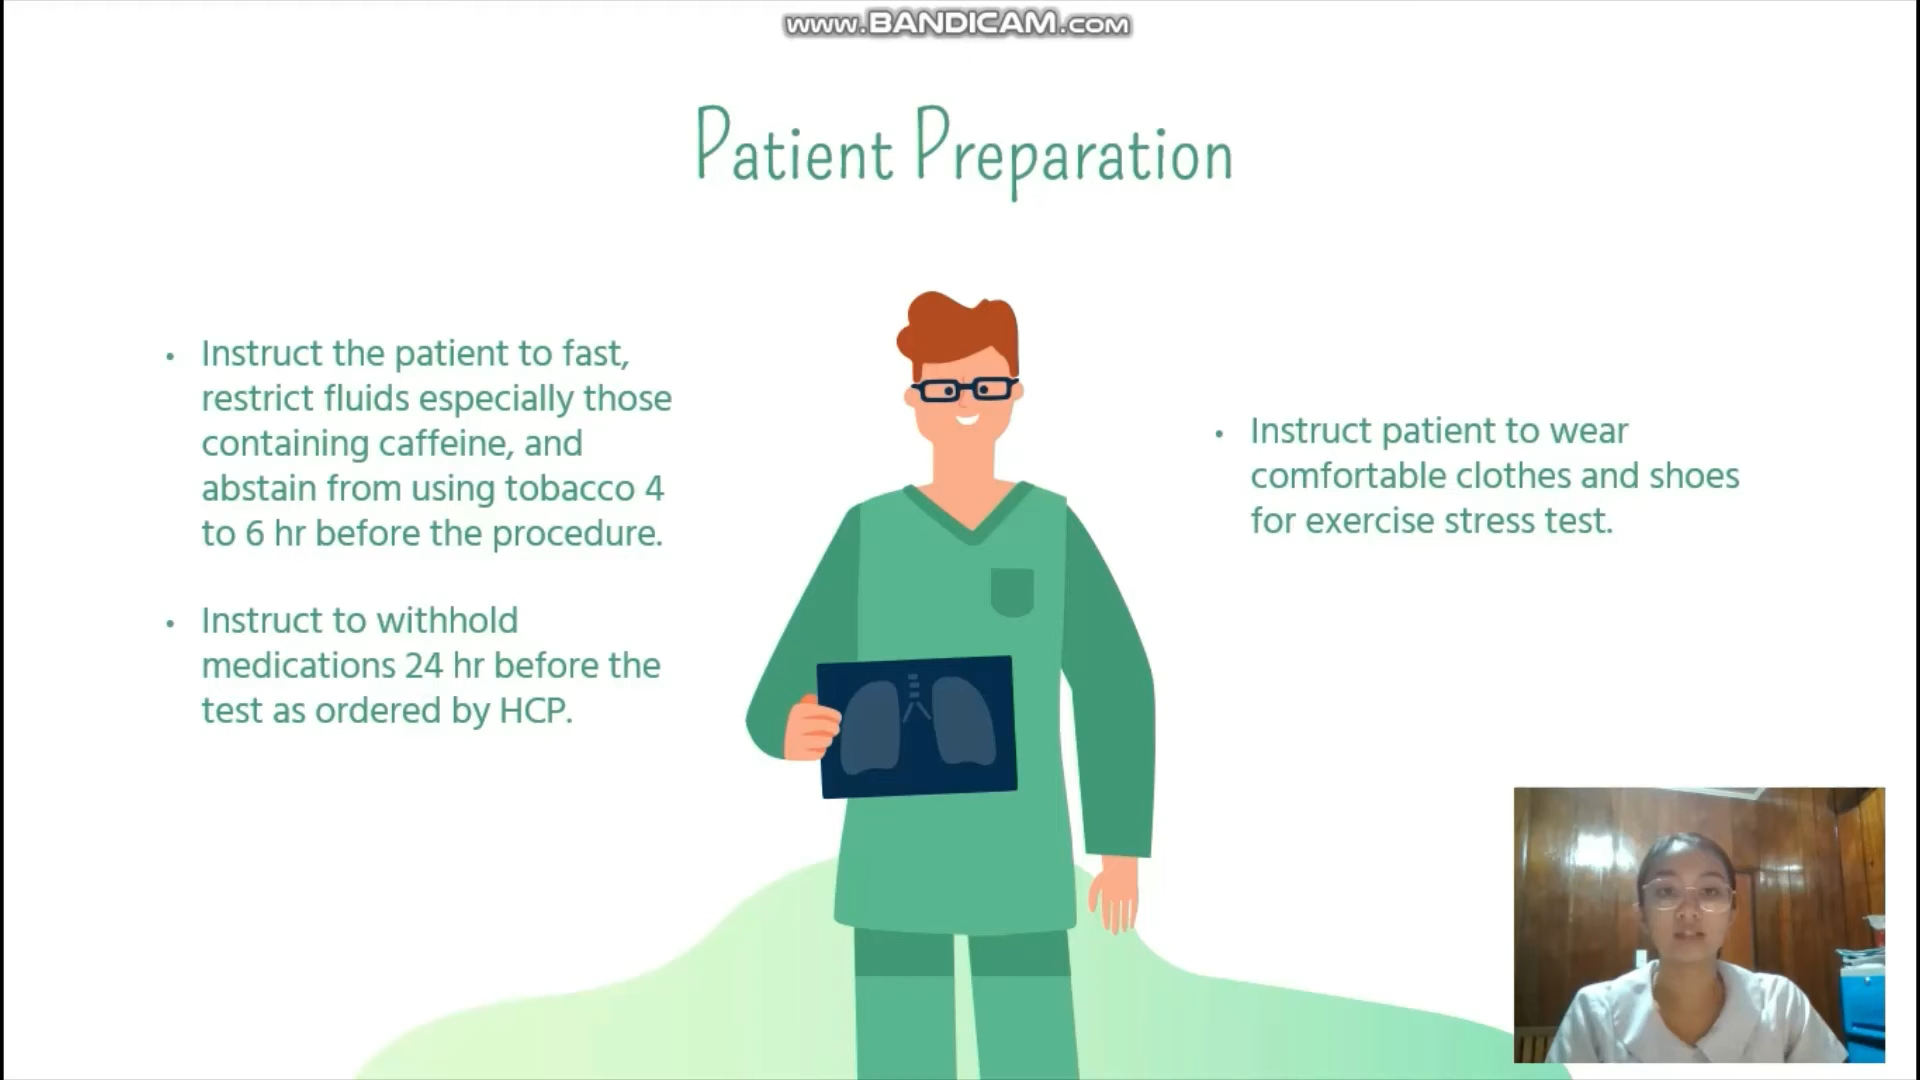 www.BANDICAM.com
Patient Preparation
• Instruct the patient to fast,
restrict fluids especially those
containing caffeine, and
abstain from using tobacco 4
to 6 hr before the procedure.
• Instruct to withhold
medications 24 hr before the
test as ordered by HCP.
• Instruct patient to wear
comfortable clothes and shoes
for exercise stress test.